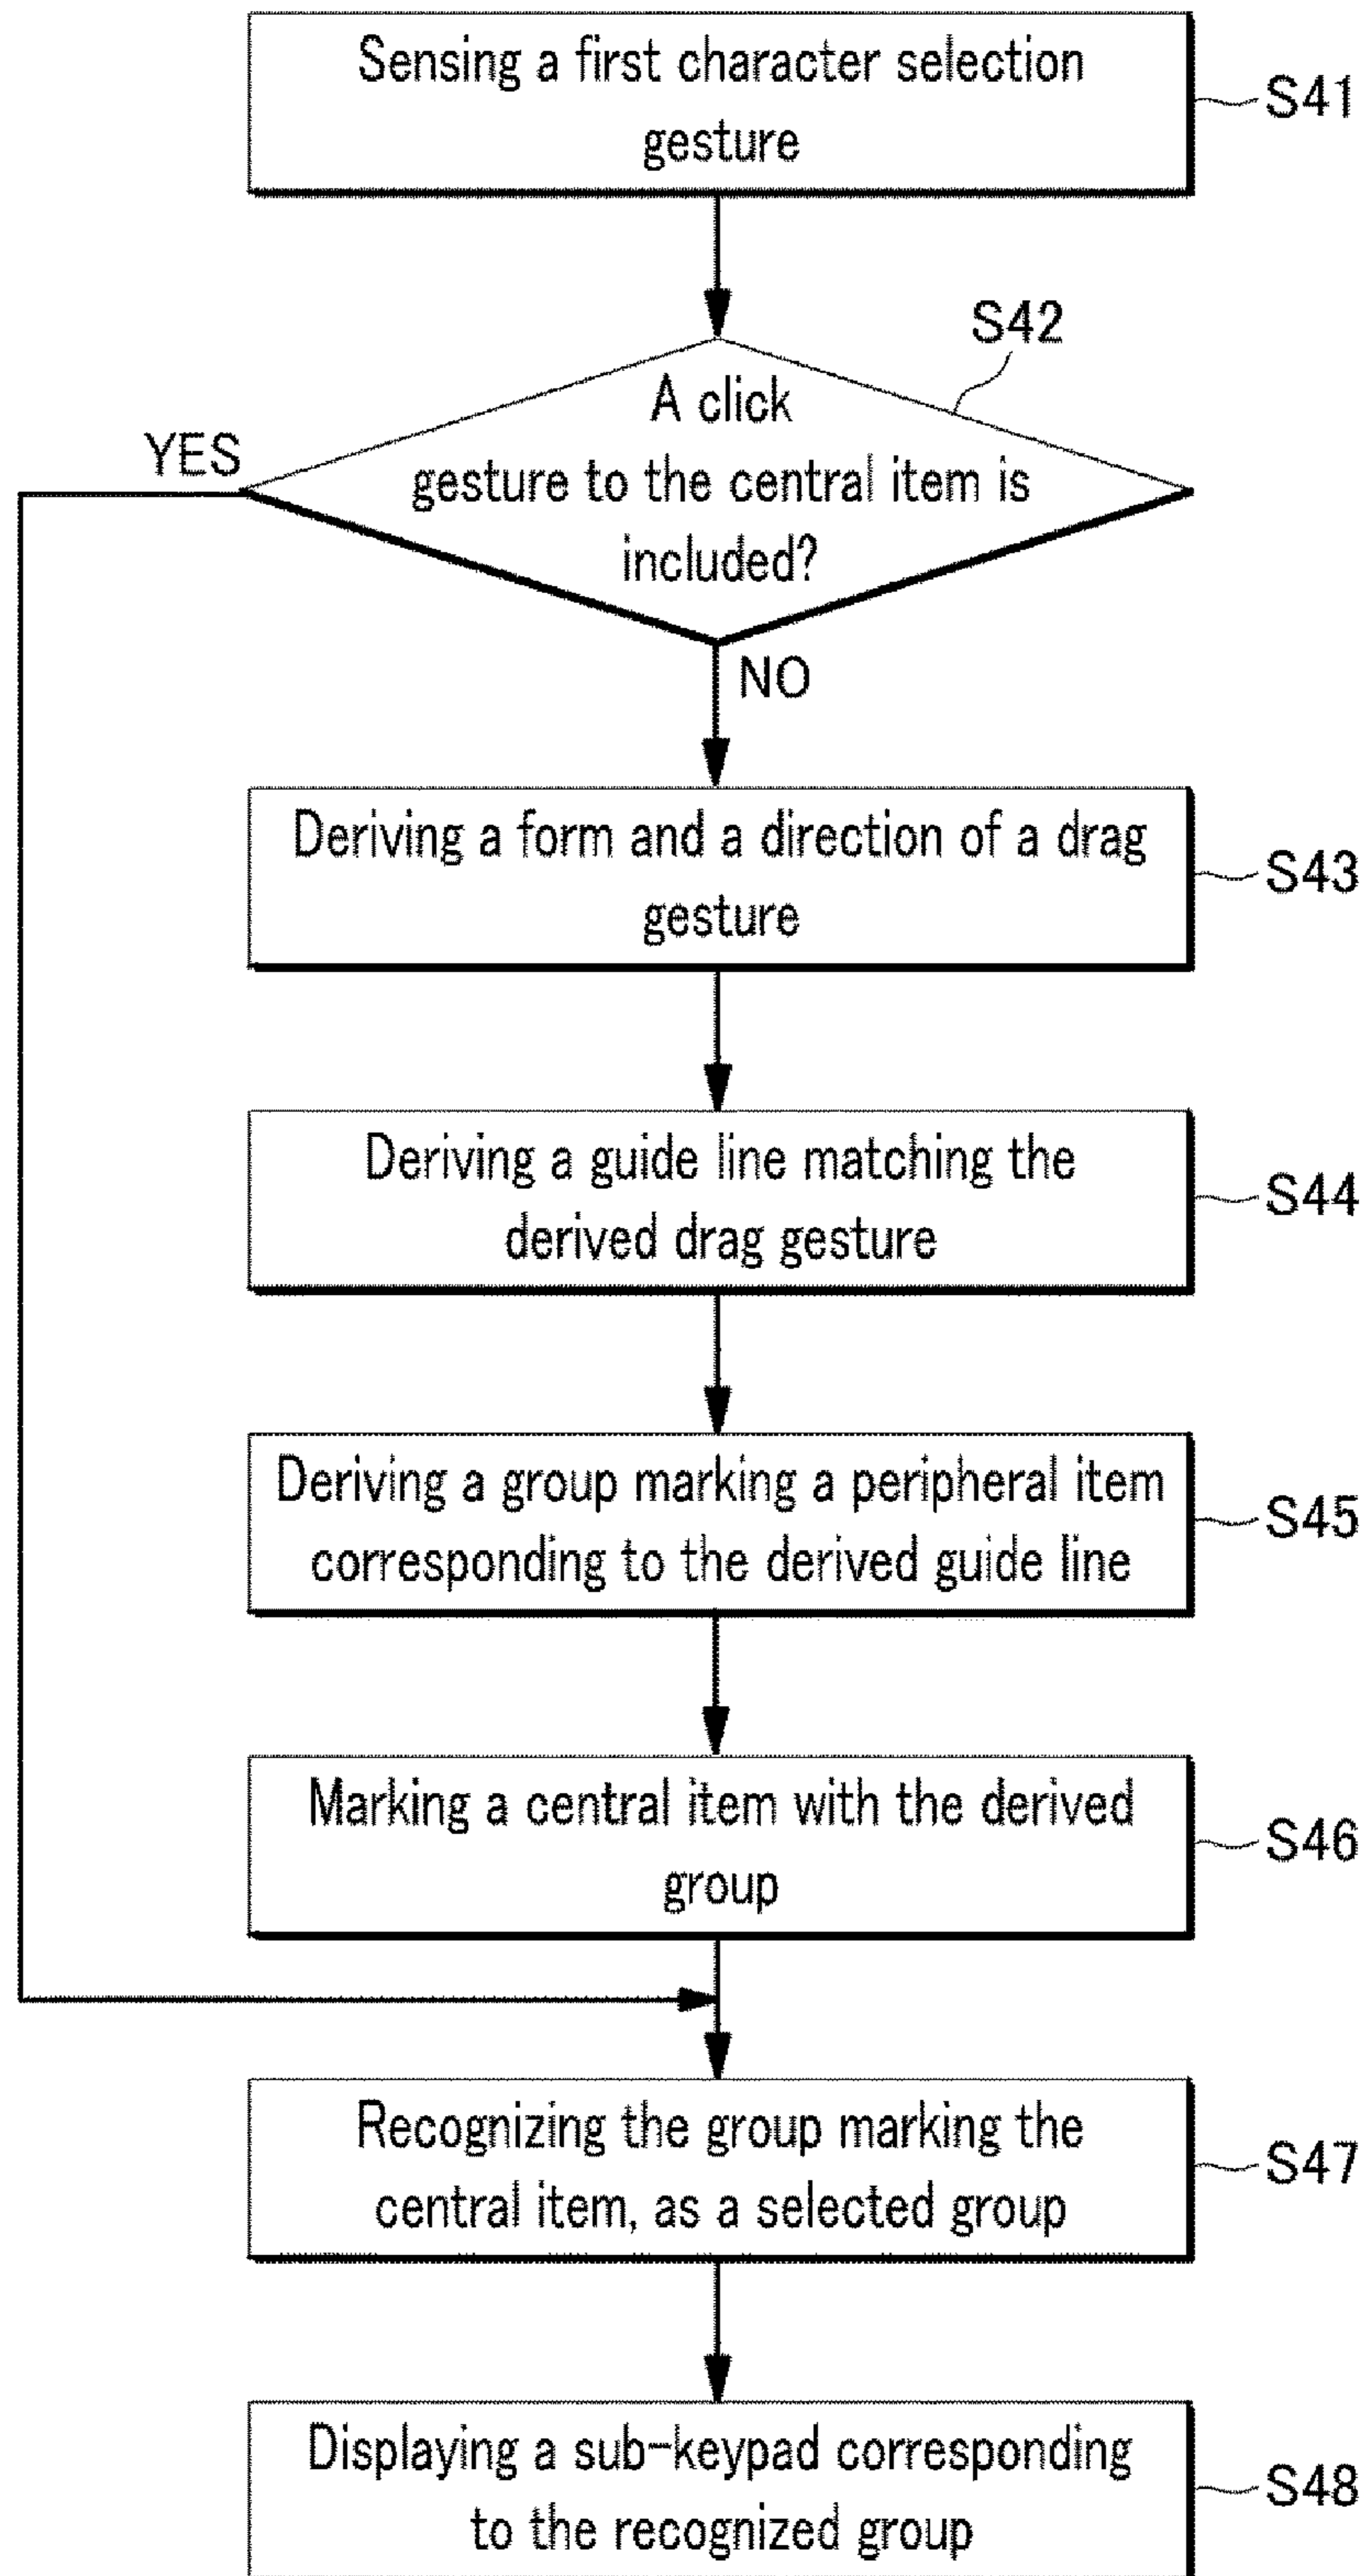 Sensing a first character selection
gesture
S41
S42
A click
gesture to the central item is
included?
YES
NO
Deriving a form and a direction of a drag
gesture
S43
Deriving a guide line matching the
derived drag gesture
S44
Deriving a group marking a peripheral item
corresponding to the derived guide line
S45
Marking a central item with the derived
group
S46
Recognizing the group marking the
central item, as a selected group
S47
Displaying a sub-keypad corresponding
to the recognized group
S48